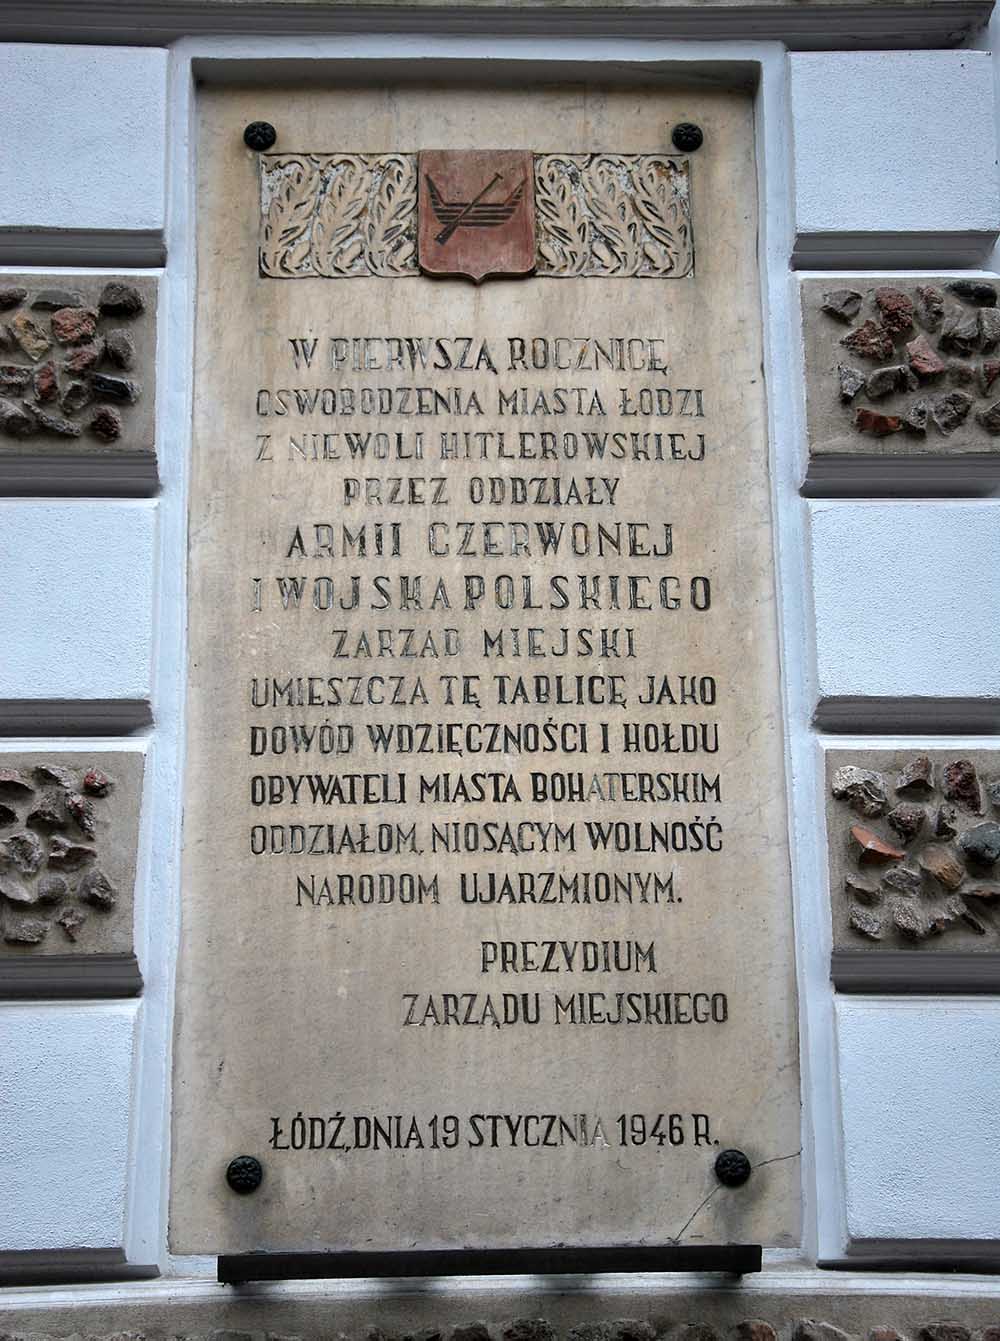 W PIERWSZĄ ROCZNICĘ
OSWOBODZENIA MIASTA ŁODZI
Z NIEWOLI HITLEROWSKIEJ
PRZEZ ODDZIAŁY
ARMII CZERWONEJ
I WOJSKA POLSKIEGO
ZARZĄD MIEJSKI
UMIESZCZA TĘ TABLICĘ JAKO
DOWÓD WDZIĘCZNOŚCI I HOŁDU
OBYWATELI MIASTA BOHATERSKIM
ODDZIAŁOM, NIOSĄCYM WOLNOŚĆ
NARODOM UJARZMIONYM.
PREZYDIUM
ZARZĄDU MIEJSKIEGO
ŁÓDŹ, DNIA 19 STYCZNIA 1946 R.